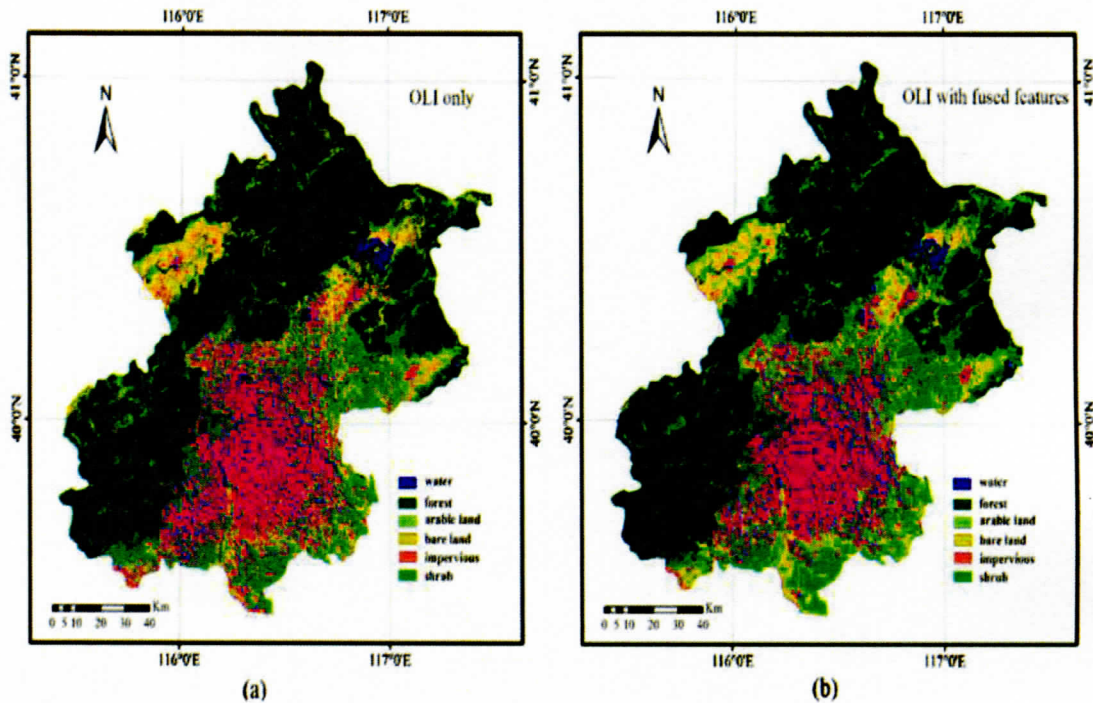 116°0'E 117°0'E 116°0'E 117°0'E
41°0'N 41°0'N 41°0'N 41°0'N
N OLI only N OLI with fused features
40°0'N 40°0'N 40°0'N 40°0'N
water water
forest forest
arable land arable land
bare land bare land
impervious impervious
shrub shrub
Km Km
0 5 10 20 30 40 0 5 10 20 30 40
116°0'E 117°0'E 116°0'E 117°0'E
(a) (b)